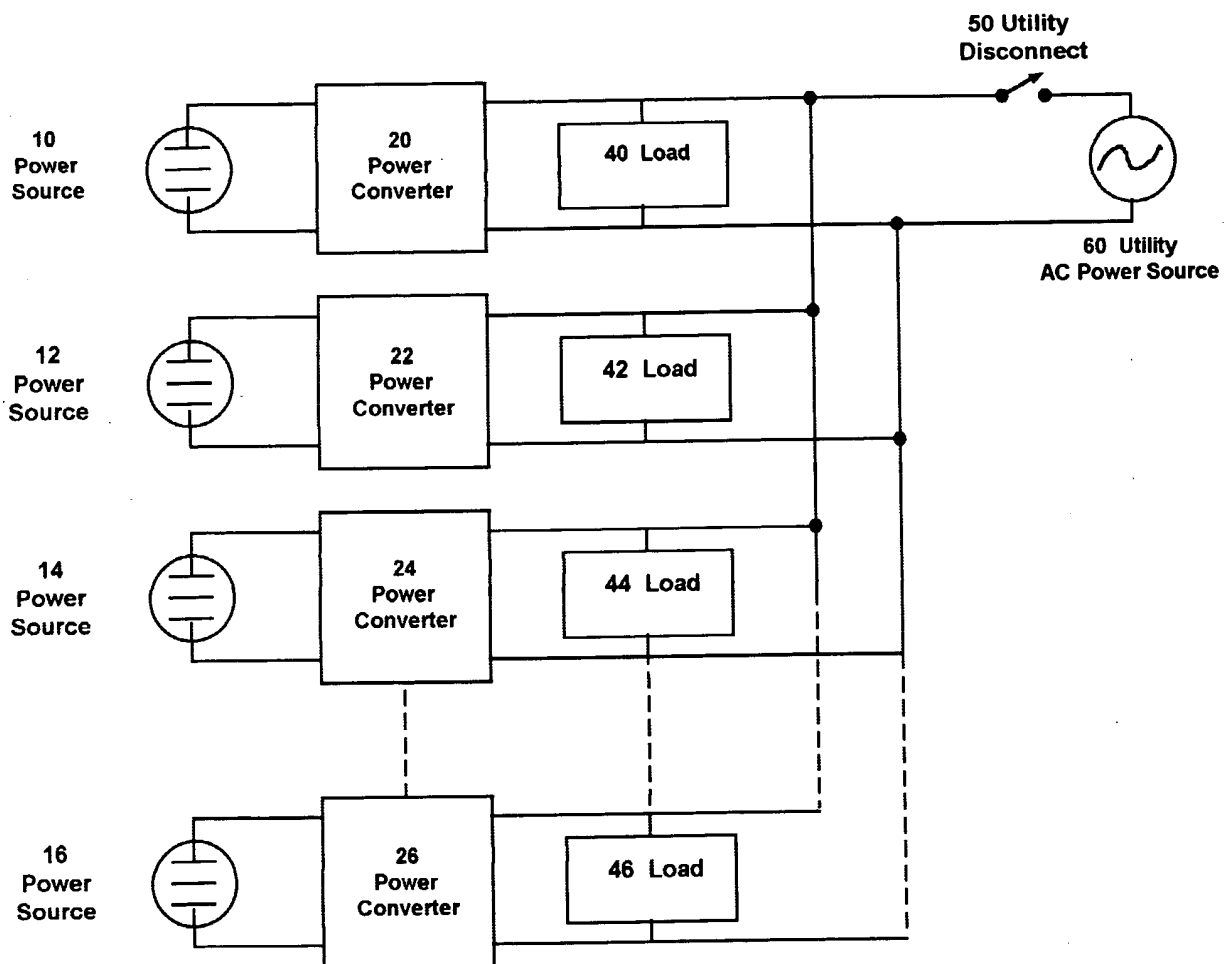 50 Utility
Disconnect
10
Power
Source
20
Power
Converter
40 Load
60 Utility
AC Power Source
12
Power
Source
22
Power
Converter
42 Load
14
Power
Source
24
Power
Converter
44 Load
16
Power
Source
26
Power
Converter
46 Load